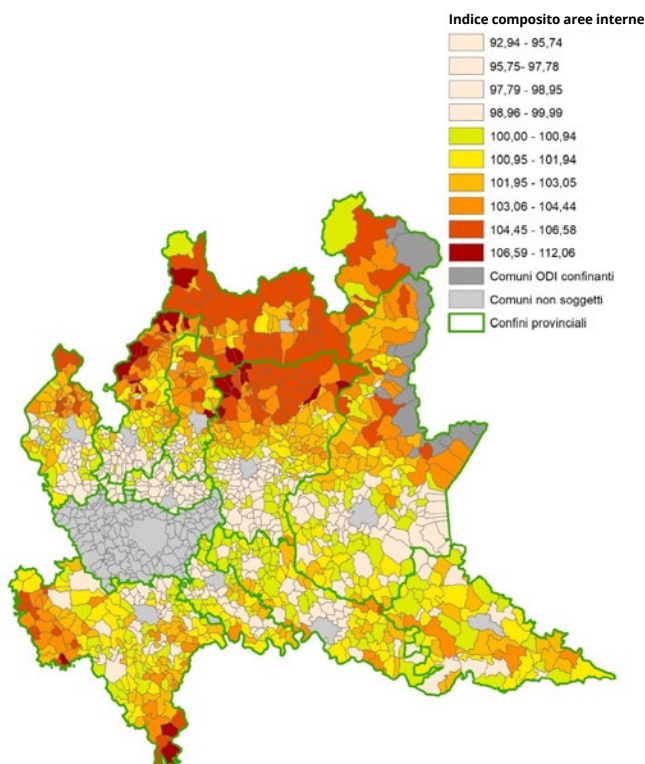 Indice composito aree interne
92,94 - 95,74
95,75- 97,78
97,79 - 98,95
98,96 - 99,99
100,00 - 100,94
100,95 - 101,94
101,95 - 103,05
103,06 - 104,44
104,45 - 106,58
106,59 - 112,06
Comuni ODI confinanti
Comuni non soggetti
Confini provinciali